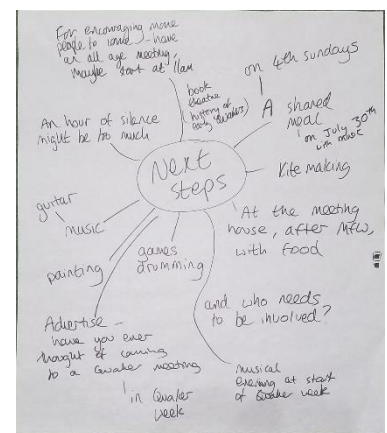 For encouraging more
people to come - have
an all age meeting,
maybe start at 11am
book
creative
history of
early Quakers)
on 4th Sundays
A shared
meal
on July 30th
with music
An hour of silence
might be too much
Next
steps
Kite making
guitar
music
At the meeting
house, after MfW,
with food
painting
games
drumming
and who needs
to be involved?
Advertise -
have you ever
thought of coming
to a Quaker meeting
in Quaker
week
musical
evening at start
of Quaker week